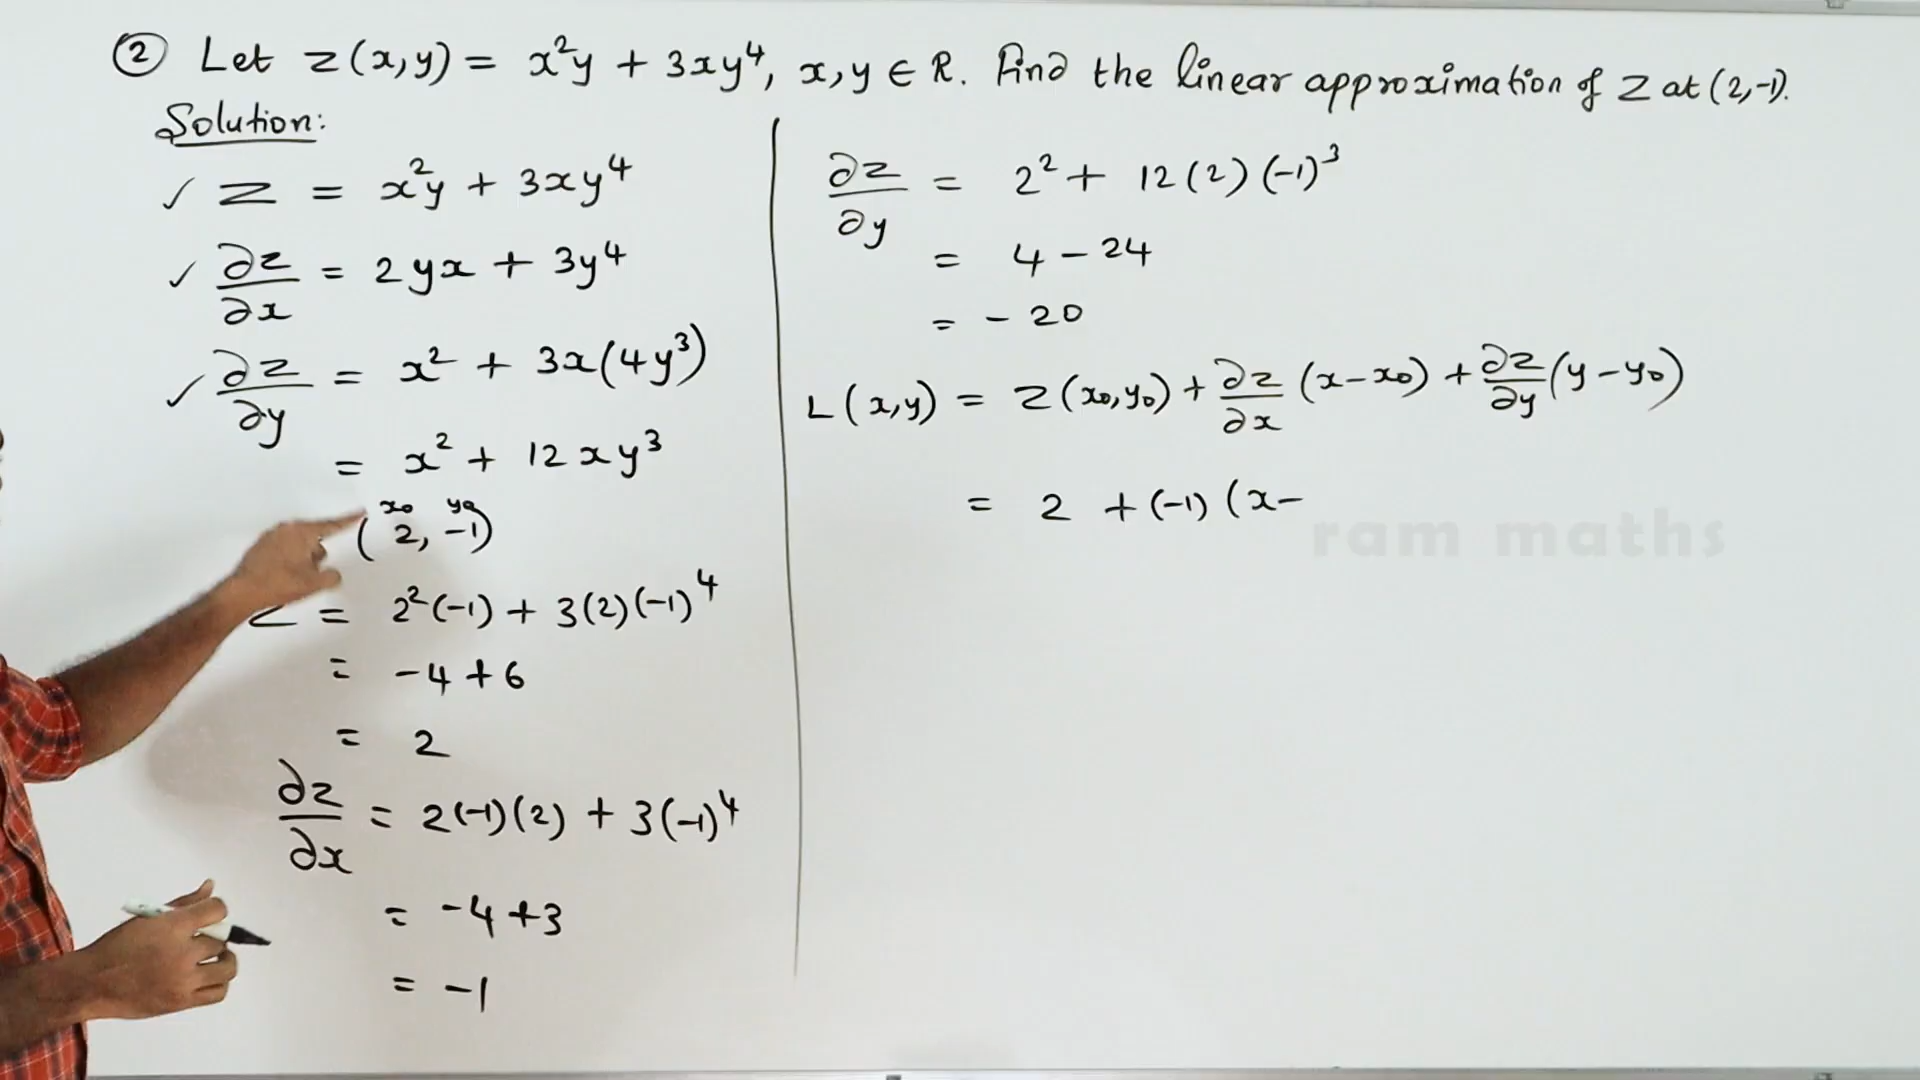 ② Let z(x,y) = x²y + 3xy⁴, x,y ∈ R. Find the linear approximation of Z at (2,-1).
Solution:
✓ Z = x²y + 3xy⁴
✓ ∂z/∂x = 2yx + 3y⁴
✓ ∂z/∂y = x² + 3x(4y³)
= x² + 12xy³
x₀ y₀
(2, -1)
Z = 2²(-1) + 3(2)(-1)⁴
= -4+6
= 2
∂z/∂x = 2(-1)(2) + 3(-1)⁴
= -4+3
= -1
∂z/∂y = 2² + 12(2)(-1)³
= 4 - 24
= - 20
L(x,y) = Z(x₀,y₀) + ∂z/∂x (x-x₀) + ∂z/∂y (y-y₀)
= 2 + (-1) (x-
ram maths